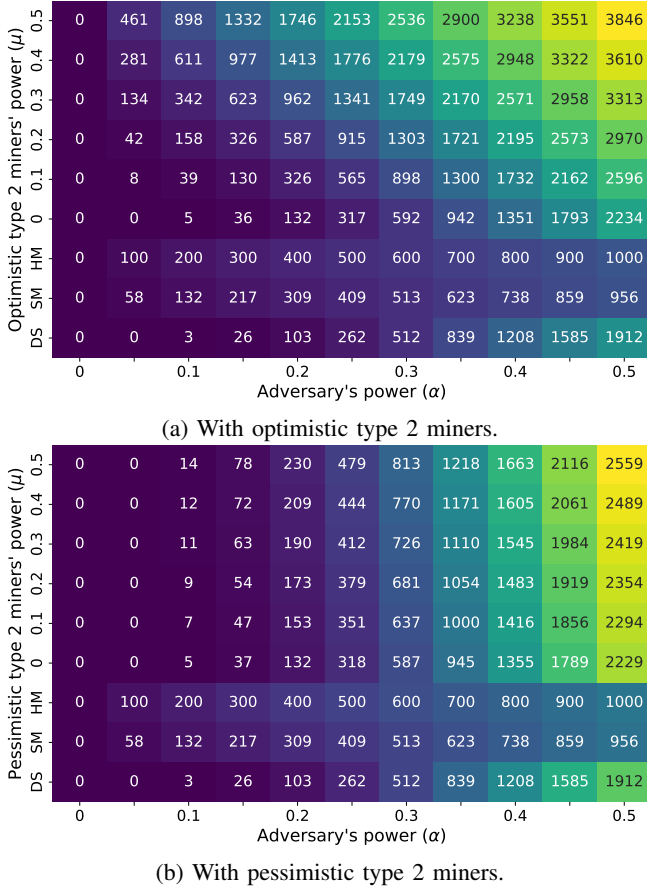 Optimistic type 2 miners' power (μ)
0.5 0 461 898 1332 1746 2153 2536 2900 3238 3551 3846
0.4 0 281 611 977 1413 1776 2179 2575 2948 3322 3610
0.3 0 134 342 623 962 1341 1749 2170 2571 2958 3313
0.2 0 42 158 326 587 915 1303 1721 2195 2573 2970
0.1 0 8 39 130 326 565 898 1300 1732 2162 2596
0 0 0 5 36 132 317 592 942 1351 1793 2234
HM 0 100 200 300 400 500 600 700 800 900 1000
SM 0 58 132 217 309 409 513 623 738 859 956
DS 0 0 3 26 103 262 512 839 1208 1585 1912
0 0.1 0.2 0.3 0.4 0.5
Adversary's power (α)
(a) With optimistic type 2 miners.
Pessimistic type 2 miners' power (μ)
0.5 0 0 14 78 230 479 813 1218 1663 2116 2559
0.4 0 0 12 72 209 444 770 1171 1605 2061 2489
0.3 0 0 11 63 190 412 726 1110 1545 1984 2419
0.2 0 0 9 54 173 379 681 1054 1483 1919 2354
0.1 0 0 7 47 153 351 637 1000 1416 1856 2294
0 0 0 5 37 132 318 587 945 1355 1789 2229
HM 0 100 200 300 400 500 600 700 800 900 1000
SM 0 58 132 217 309 409 513 623 738 859 956
DS 0 0 3 26 103 262 512 839 1208 1585 1912
0 0.1 0.2 0.3 0.4 0.5
Adversary's power (α)
(b) With pessimistic type 2 miners.